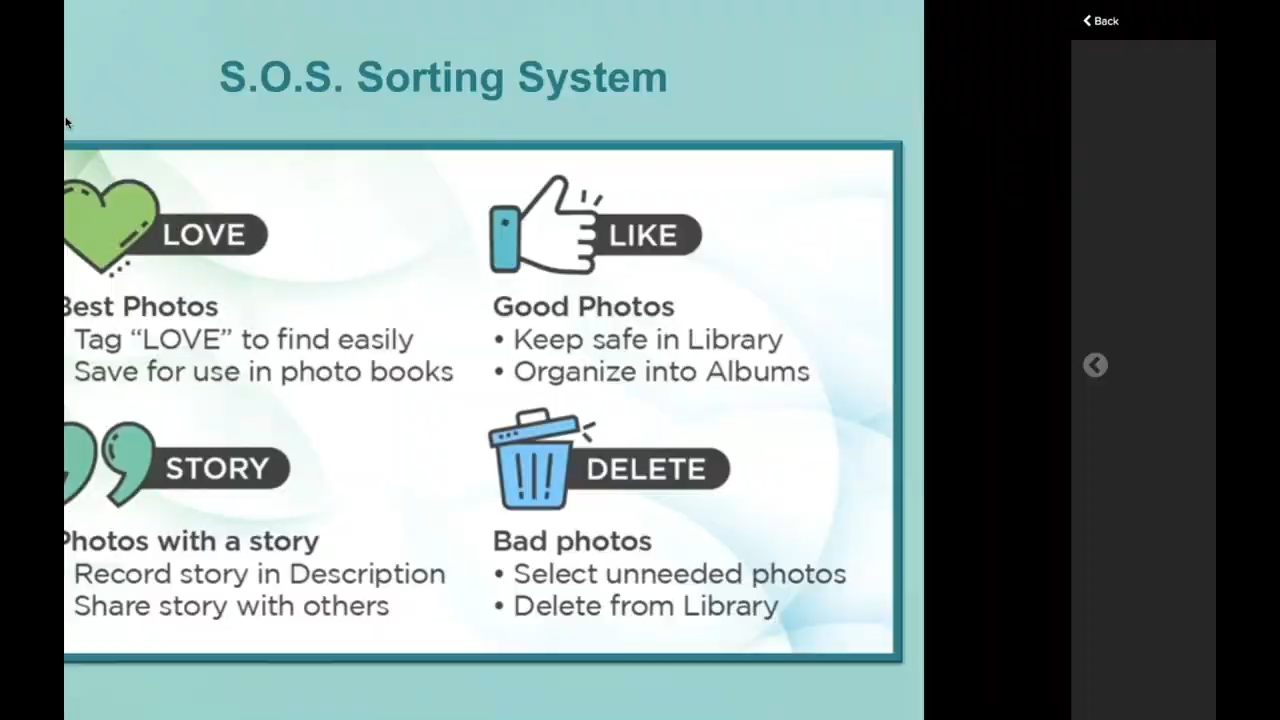 Back
S.O.S. Sorting System
LOVE
Best Photos
Tag “LOVE” to find easily
Save for use in photo books
LIKE
Good Photos
• Keep safe in Library
• Organize into Albums
STORY
Photos with a story
Record story in Description
Share story with others
DELETE
Bad photos
• Select unneeded photos
• Delete from Library